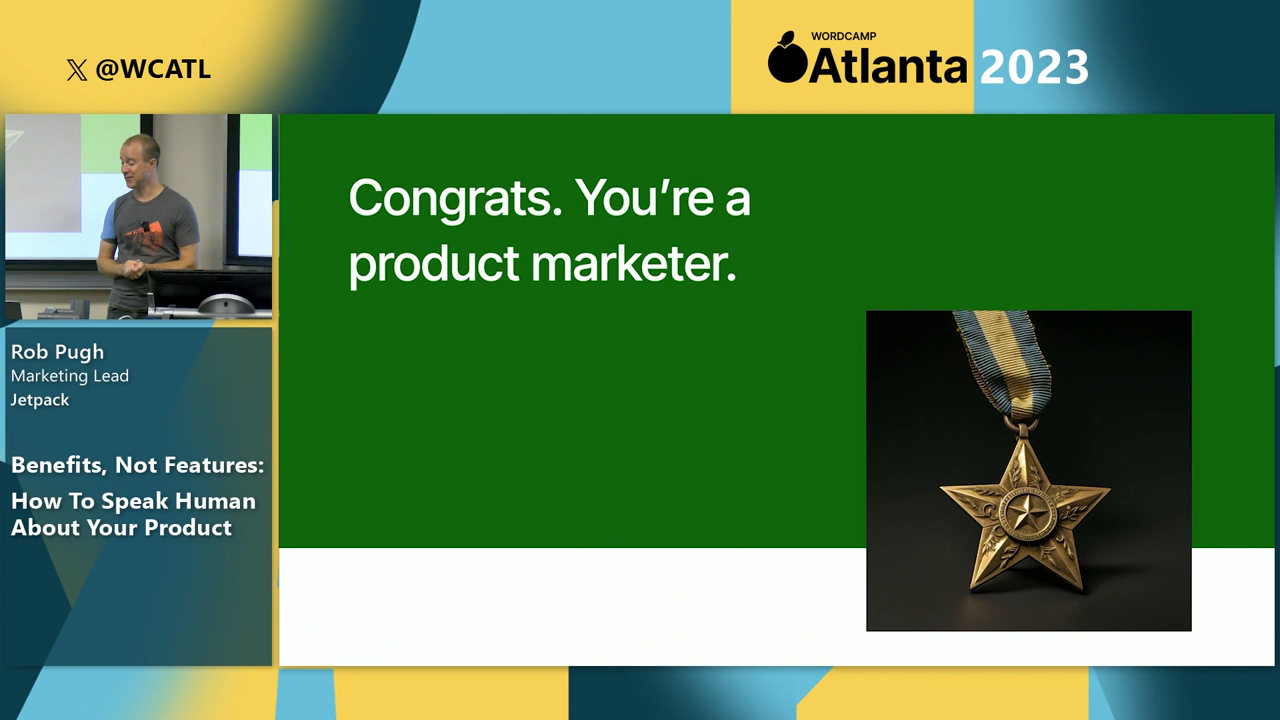 𝕏 @WCATL
WORDCAMP
Atlanta 2023
Congrats. You’re a
product marketer.
Rob Pugh
Marketing Lead
Jetpack
Benefits, Not Features:
How To Speak Human
About Your Product